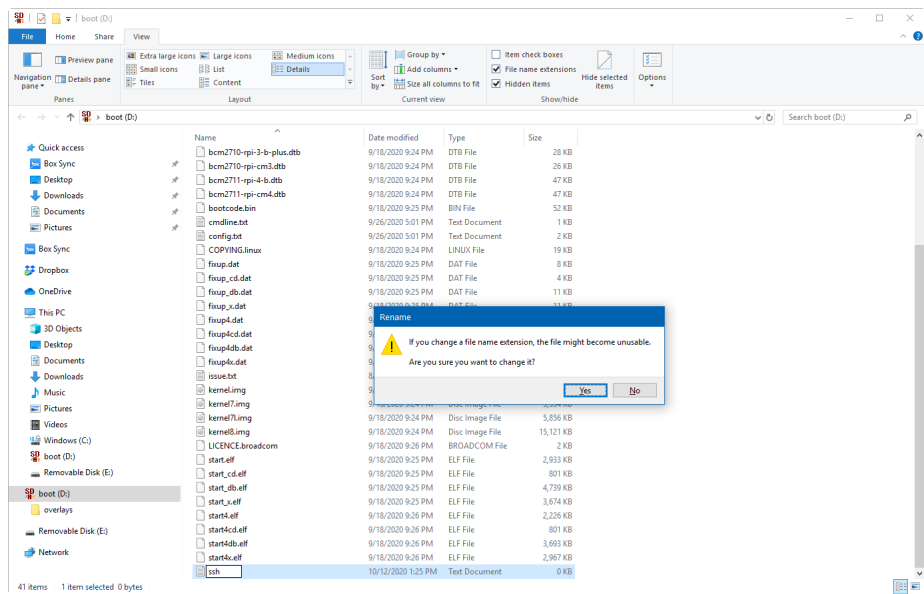 boot (D:)
File Home Share View
Preview pane
Navigation pane
Details pane
Panes
Extra large icons Large icons Medium icons
Small icons List Details
Tiles Content
Layout
Sort by
Group by
Add columns
Size all columns to fit
Current view
Item check boxes
File name extensions
Hidden items
Hide selected items
Show/hide
Options
boot (D:)
Search boot (D:)
Quick access
Box Sync
Desktop
Downloads
Documents
Pictures
Box Sync
Dropbox
OneDrive
This PC
3D Objects
Desktop
Documents
Downloads
Music
Pictures
Videos
Windows (C:)
boot (D:)
Removable Disk (E:)
boot (D:)
overlays
Removable Disk (E:)
Network
Name Date modified Type Size
bcm2710-rpi-3-b-plus.dtb 9/18/2020 9:24 PM DTB File 28 KB
bcm2710-rpi-cm3.dtb 9/18/2020 9:24 PM DTB File 26 KB
bcm2711-rpi-4-b.dtb 9/18/2020 9:24 PM DTB File 47 KB
bcm2711-rpi-cm4.dtb 9/18/2020 9:24 PM DTB File 47 KB
bootcode.bin 9/18/2020 9:25 PM BIN File 52 KB
cmdline.txt 9/26/2020 5:01 PM Text Document 1 KB
config.txt 9/26/2020 5:01 PM Text Document 2 KB
COPYING.linux 9/18/2020 9:24 PM LINUX File 19 KB
fixup.dat 9/18/2020 9:25 PM DAT File 8 KB
fixup_cd.dat 9/18/2020 9:25 PM DAT File 4 KB
fixup_db.dat 9/18/2020 9:25 PM DAT File 11 KB
fixup_x.dat 9/18/2020 9:25 PM DAT File 11 KB
fixup4.dat
fixup4cd.dat
fixup4db.dat
fixup4x.dat
issue.txt
kernel.img
kernel7.img
kernel7l.img 9/18/2020 9:24 PM Disc Image File 5,856 KB
kernel8.img 9/18/2020 9:24 PM Disc Image File 15,121 KB
LICENCE.broadcom 9/18/2020 9:26 PM BROADCOM File 2 KB
start.elf 9/18/2020 9:25 PM ELF File 2,933 KB
start_cd.elf 9/18/2020 9:25 PM ELF File 801 KB
start_db.elf 9/18/2020 9:25 PM ELF File 4,739 KB
start_x.elf 9/18/2020 9:25 PM ELF File 3,674 KB
start4.elf 9/18/2020 9:26 PM ELF File 2,226 KB
start4cd.elf 9/18/2020 9:26 PM ELF File 801 KB
start4db.elf 9/18/2020 9:26 PM ELF File 3,693 KB
start4x.elf 9/18/2020 9:26 PM ELF File 2,967 KB
ssh 10/12/2020 1:25 PM Text Document 0 KB
Rename
If you change a file name extension, the file might become unusable.
Are you sure you want to change it?
Yes No
41 items 1 item selected 0 bytes